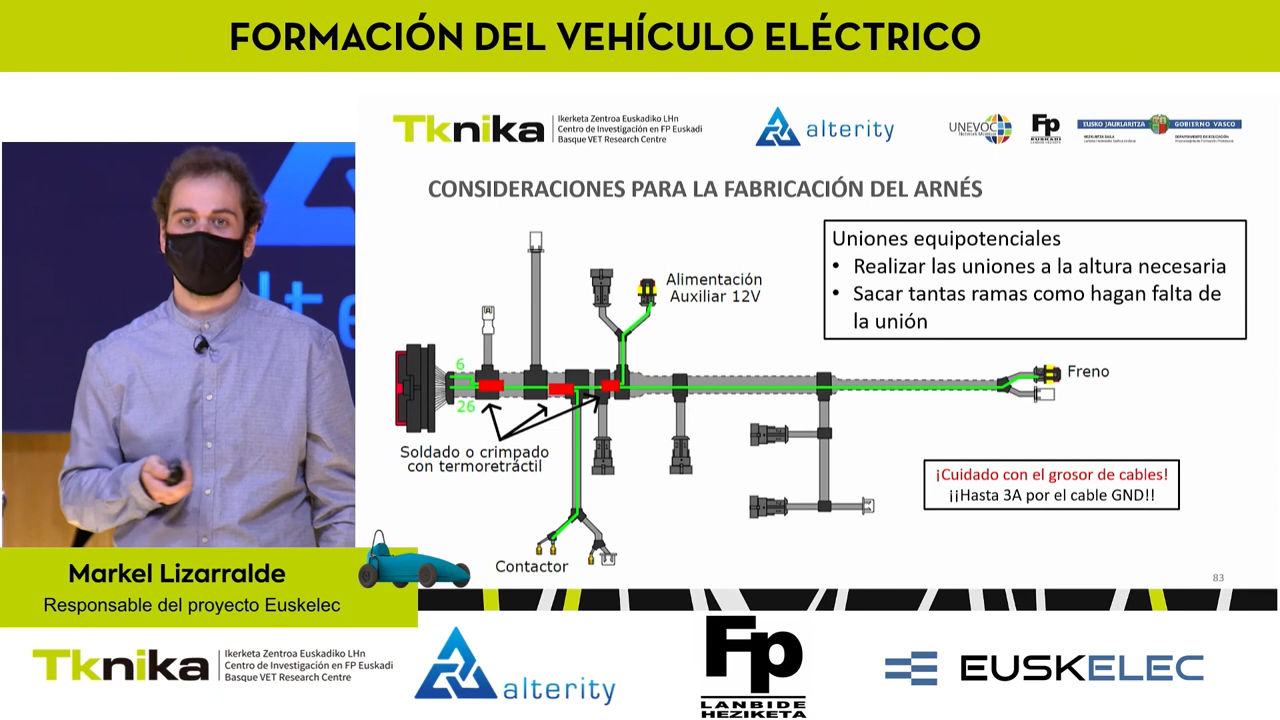 FORMACIÓN DEL VEHÍCULO ELÉCTRICO
Tknika
Ikerketa Zentroa Euskadiko LHn
Centro de Investigación en FP Euskadi
Basque VET Research Centre
alterity
UNEVOC
Fp
EUSKADI
EUSKO JAURLARITZA
GOBIERNO VASCO
CONSIDERACIONES PARA LA FABRICACIÓN DEL ARNÉS
Uniones equipotenciales
• Realizar las uniones a la altura necesaria
• Sacar tantas ramas como hagan falta de
la unión
Alimentación
Auxiliar 12V
6
26
Freno
Soldado o crimpado
con termoretráctil
¡Cuidado con el grosor de cables!
¡¡Hasta 3A por el cable GND!!
Contactor
83
Markel Lizarralde
Responsable del proyecto Euskelec
Tknika
Ikerketa Zentroa Euskadiko LHn
Centro de Investigación en FP Euskadi
Basque VET Research Centre
alterity
Fp
LANBIDE
HEZIKETA
EUSKELEC